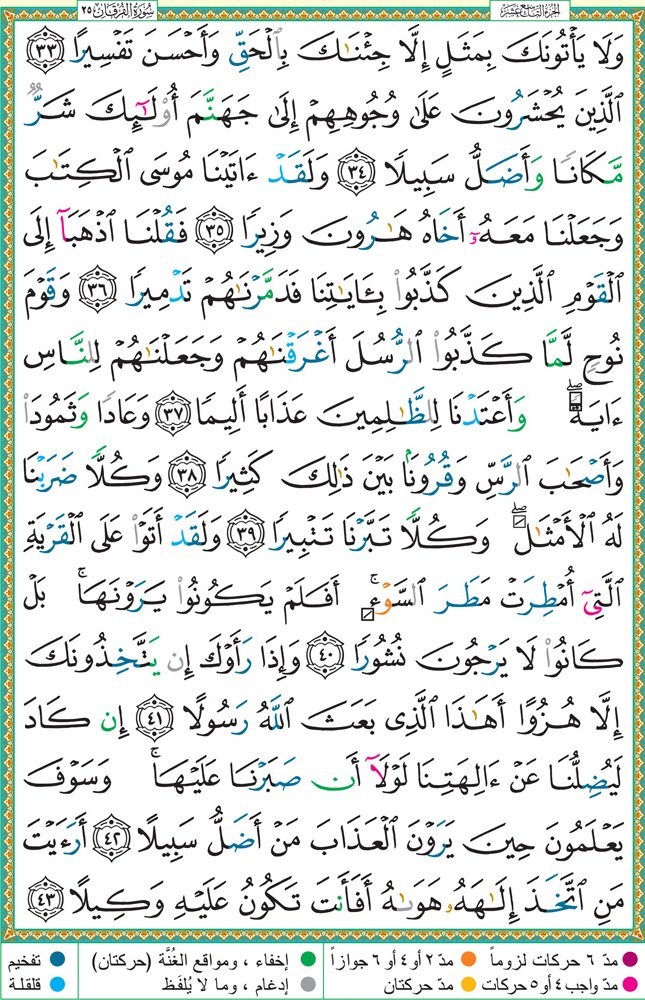 الجزء التاسع عشر
سورة الفرقان ٢٥
وَلَا يَأْتُونَكَ بِمَثَلٍ إِلَّا جِئْنَٰكَ بِٱلْحَقِّ وَأَحْسَنَ تَفْسِيرًا ٣٣
ٱلَّذِينَ يُحْشَرُونَ عَلَىٰ وُجُوهِهِمْ إِلَىٰ جَهَنَّمَ أُو۟لَٰٓئِكَ شَرٌّ
مَّكَانًا وَأَضَلُّ سَبِيلًا ٣٤ وَلَقَدْ ءَاتَيْنَا مُوسَى ٱلْكِتَٰبَ
وَجَعَلْنَا مَعَهُۥٓ أَخَاهُ هَٰرُونَ وَزِيرًا ٣٥ فَقُلْنَا ٱذْهَبَآ إِلَى
ٱلْقَوْمِ ٱلَّذِينَ كَذَّبُوا۟ بِـَٔايَٰتِنَا فَدَمَّرْنَٰهُمْ تَدْمِيرًا ٣٦ وَقَوْمَ
نُوحٍ لَّمَّا كَذَّبُوا۟ ٱلرُّسُلَ أَغْرَقْنَٰهُمْ وَجَعَلْنَٰهُمْ لِلنَّاسِ
ءَايَةً ۖ وَأَعْتَدْنَا لِلظَّٰلِمِينَ عَذَابًا أَلِيمًا ٣٧ وَعَادًا وَثَمُودَا۟
وَأَصْحَٰبَ ٱلرَّسِّ وَقُرُونًۢا بَيْنَ ذَٰلِكَ كَثِيرًا ٣٨ وَكُلًّا ضَرَبْنَا
لَهُ ٱلْأَمْثَٰلَ ۖ وَكُلًّا تَبَّرْنَا تَتْبِيرًا ٣٩ وَلَقَدْ أَتَوْا۟ عَلَى ٱلْقَرْيَةِ
ٱلَّتِىٓ أُمْطِرَتْ مَطَرَ ٱلسَّوْءِ ۚ أَفَلَمْ يَكُونُوا۟ يَرَوْنَهَا ۚ بَلْ
كَانُوا۟ لَا يَرْجُونَ نُشُورًا ٤٠ وَإِذَا رَأَوْكَ إِن يَتَّخِذُونَكَ
إِلَّا هُزُوًا أَهَٰذَا ٱلَّذِى بَعَثَ ٱللَّهُ رَسُولًا ٤١ إِن كَادَ
لَيُضِلُّنَا عَنْ ءَالِهَتِنَا لَوْلَآ أَن صَبَرْنَا عَلَيْهَا ۚ وَسَوْفَ
يَعْلَمُونَ حِينَ يَرَوْنَ ٱلْعَذَابَ مَنْ أَضَلُّ سَبِيلًا ٤٢ أَرَءَيْتَ
مَنِ ٱتَّخَذَ إِلَٰهَهُۥ هَوَىٰهُ أَفَأَنتَ تَكُونُ عَلَيْهِ وَكِيلًا ٤٣
مدّ ٦ حركات لزوماً مدّ ٢ أو ٤ أو ٦ جوازاً إخفاء ، ومواقع الغُنَّة (حركتان) تفخيم
مدّ واجب ٤ أو ٥ حركات مدّ حركتان إدغام ، وما لا يُلفَظ قلقلة